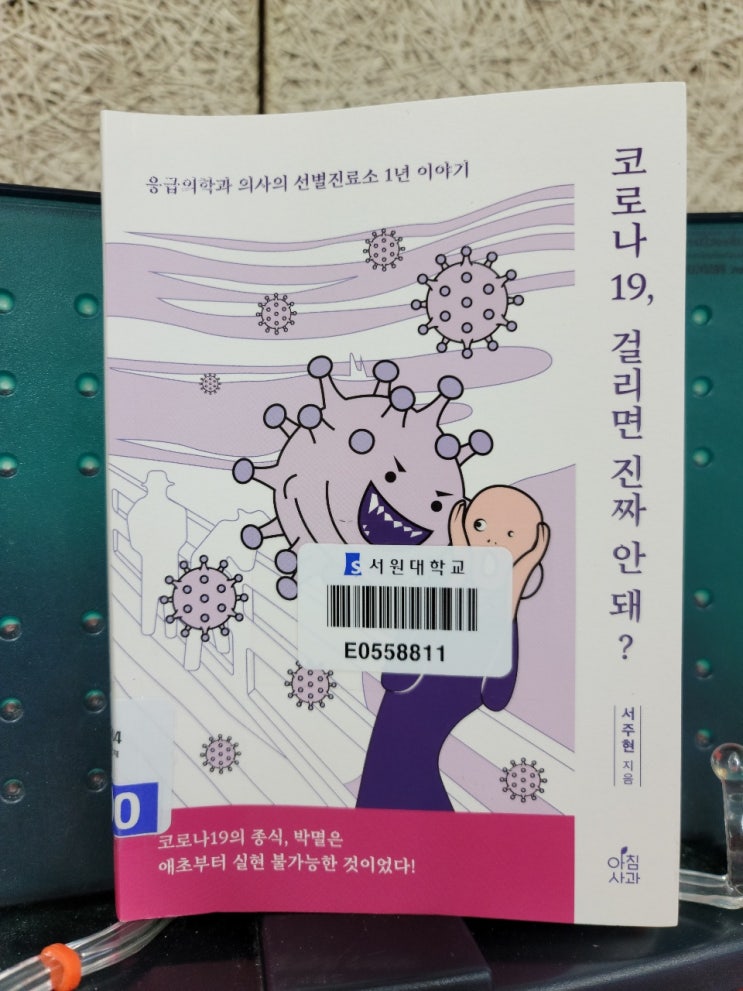 응급의학과 의사의 선별진료소 1년 이야기
코로나 19, 걸리면 진짜 안 돼?
서주현 지음
서원대학교
E0558811
코로나19의 종식, 박멸은
애초부터 실현 불가능한 것이었다!
아침
사과